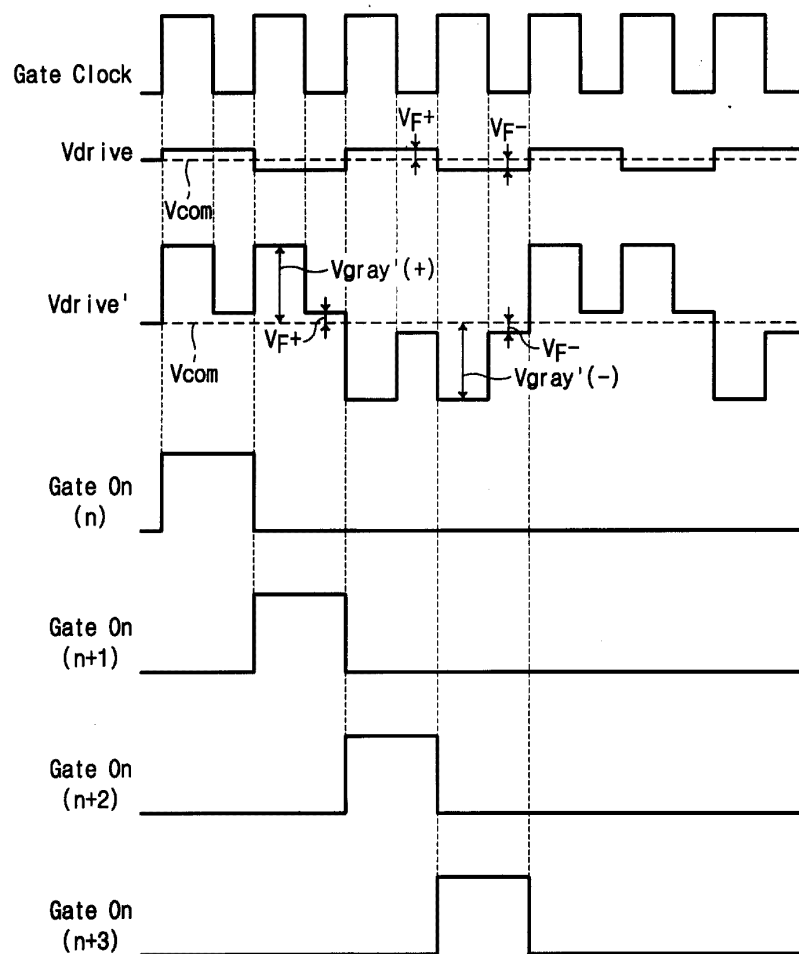 Gate Clock
VF+
VF-
Vdrive
Vcom
Vgray'(+)
Vdrive'
VF+
VF-
Vcom
Vgray'(-)
Gate On
(n)
Gate On
(n+1)
Gate On
(n+2)
Gate On
(n+3)